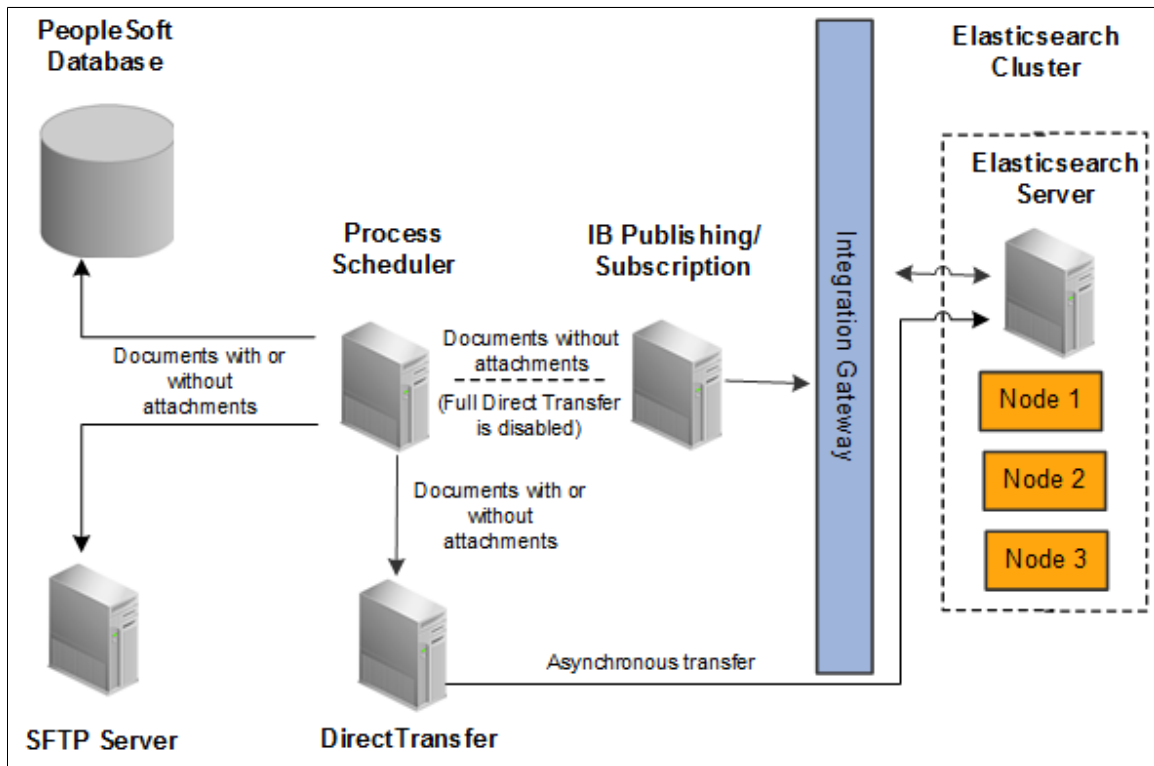 PeopleSoft
Database
Elasticsearch
Cluster
Elasticsearch
Server
Process
Scheduler
IB Publishing/
Subscription
Integration Gateway
Documents with or
without
attachments
Documents without
attachments
(Full Direct Transfer
is disabled)
Node 1
Node 2
Node 3
Documents with or
without
attachments
Asynchronous transfer
SFTP Server
DirectTransfer